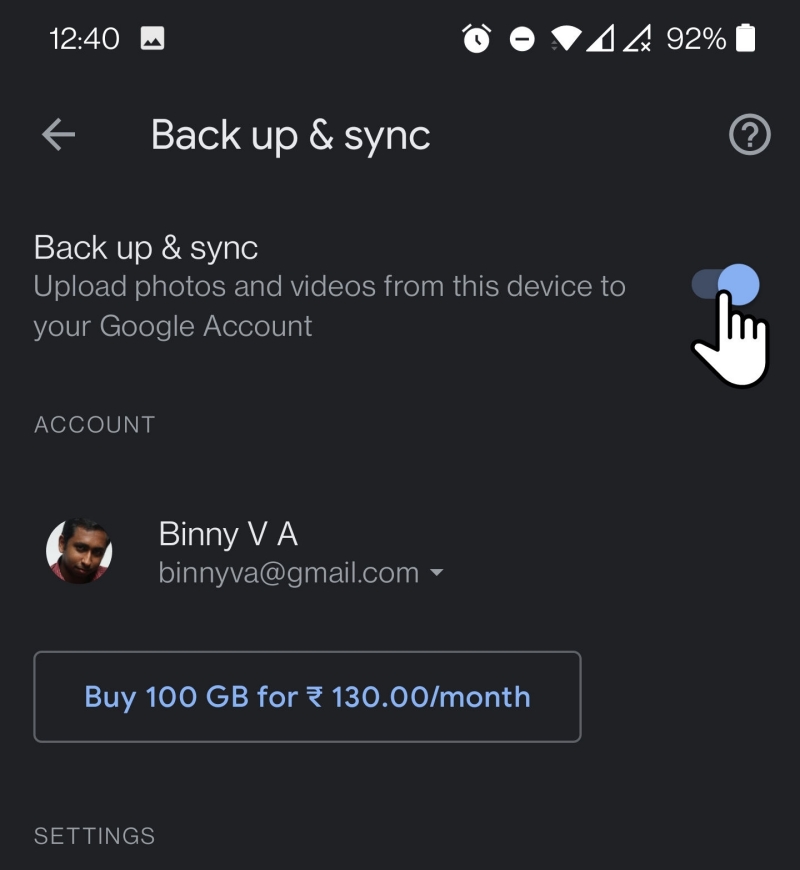 12:40 92%
Back up & sync
Back up & sync
Upload photos and videos from this device to
your Google Account
ACCOUNT
Binny V A
binnyva@gmail.com
Buy 100 GB for ₹ 130.00/month
SETTINGS